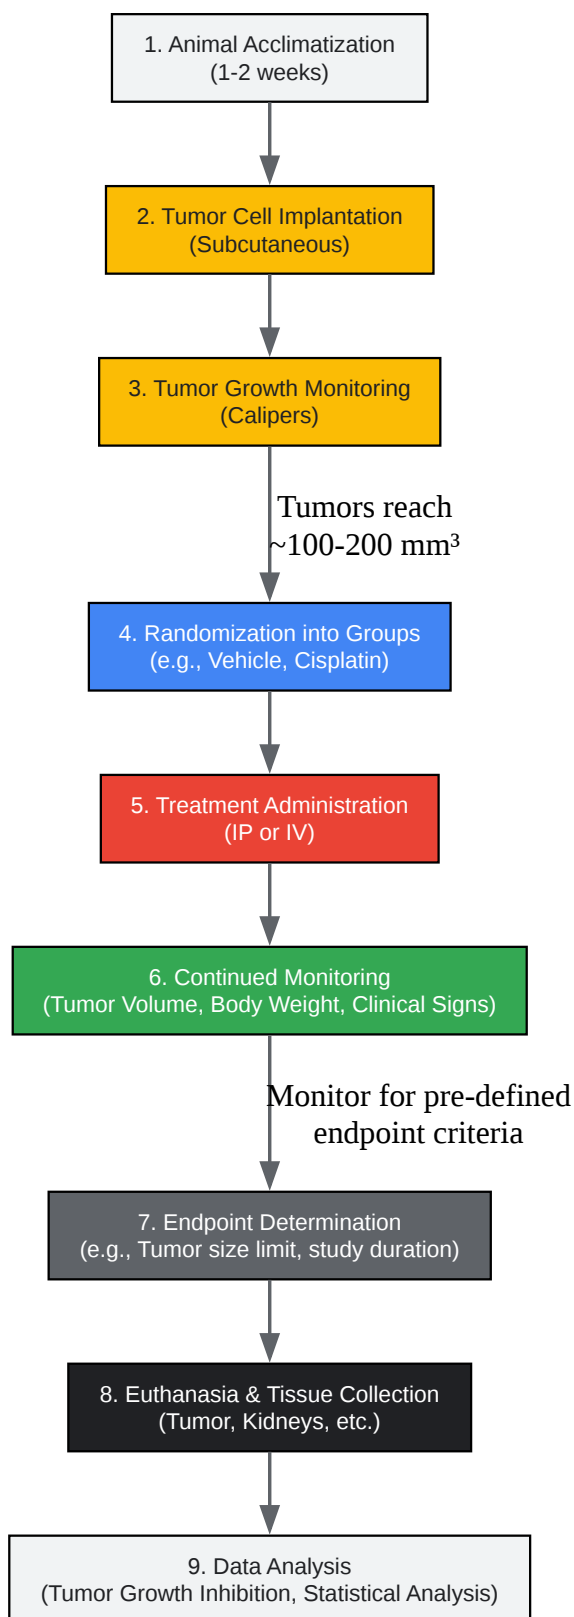 1. Animal Acclimatization
(1-2 weeks)
2. Tumor Cell Implantation
(Subcutaneous)
3. Tumor Growth Monitoring
(Calipers)
Tumors reach
~100-200 mm³
4. Randomization into Groups
(e.g., Vehicle, Cisplatin)
5. Treatment Administration
(IP or IV)
6. Continued Monitoring
(Tumor Volume, Body Weight, Clinical Signs)
Monitor for pre-defined
endpoint criteria
7. Endpoint Determination
(e.g., Tumor size limit, study duration)
8. Euthanasia & Tissue Collection
(Tumor, Kidneys, etc.)
9. Data Analysis
(Tumor Growth Inhibition, Statistical Analysis)